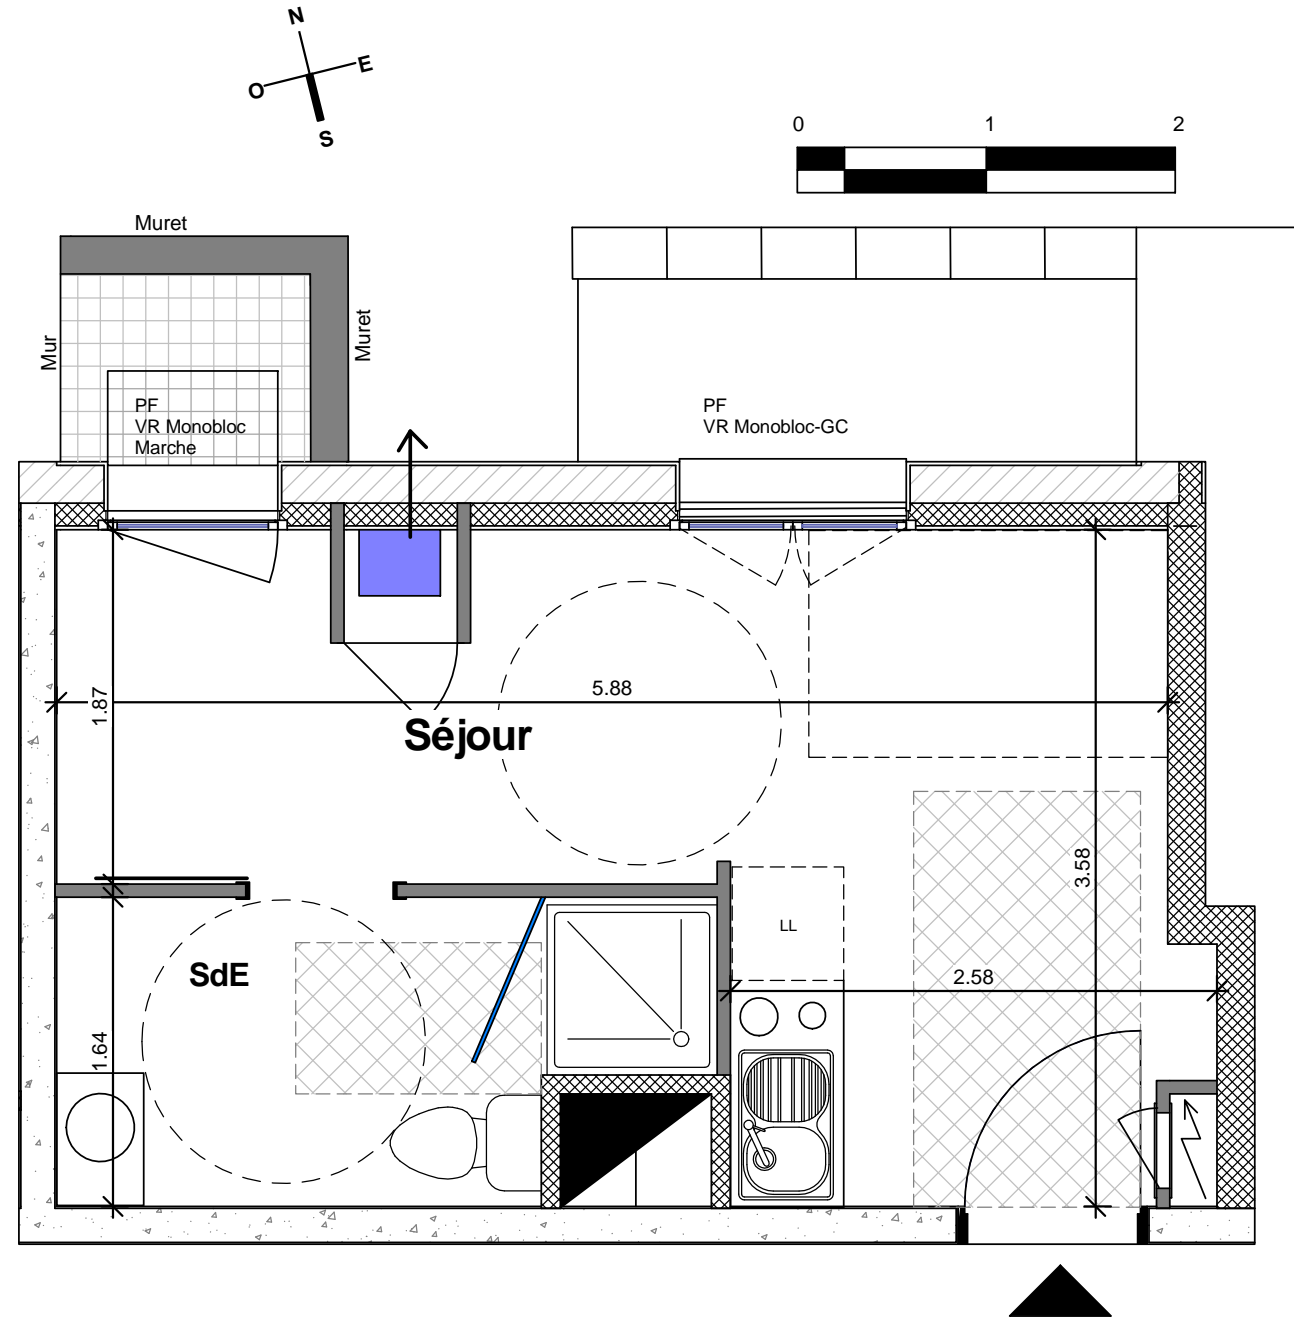 N
E
O
S
0 1 2
Muret
Mur
Muret
PF
VR Monobloc
Marche
PF
VR Monobloc-GC
5.88
1.87
Séjour
3.58
LL
SdE
2.58
1.64